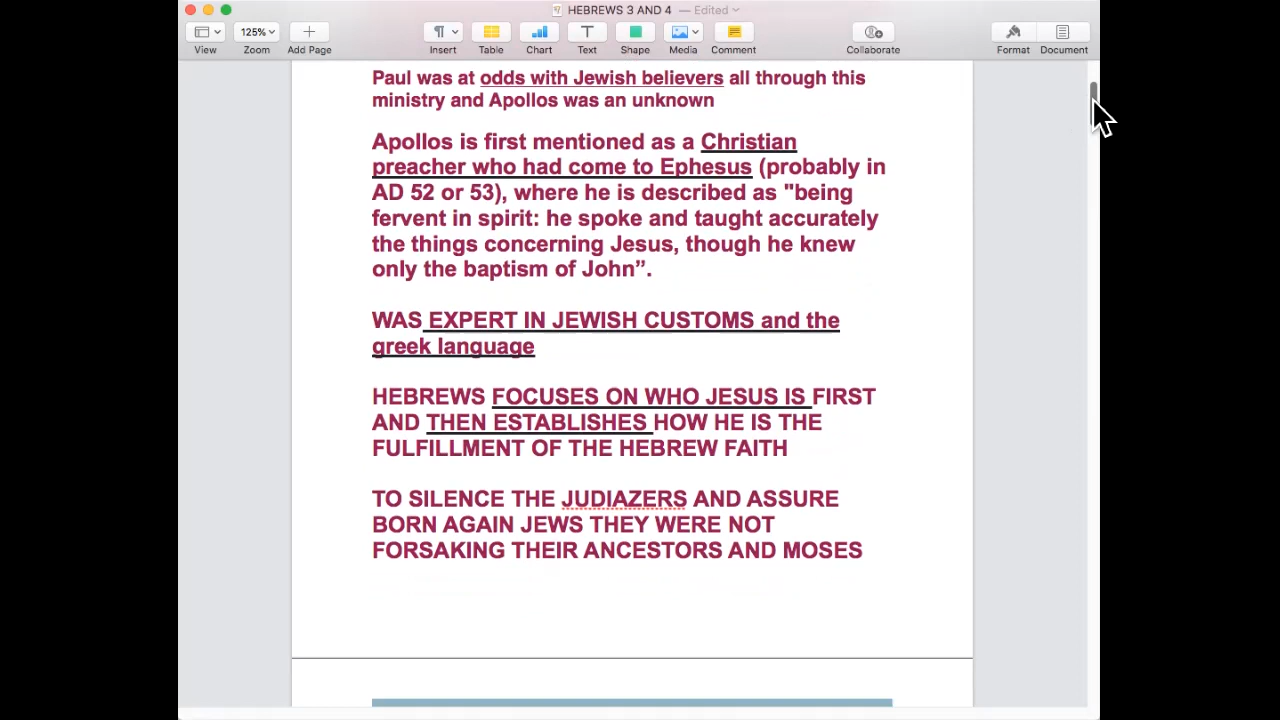 HEBREWS 3 AND 4 — Edited
125%
View Zoom Add Page Insert Table Chart Text Shape Media Comment Collaborate Format Document
Paul was at odds with Jewish believers all through this
ministry and Apollos was an unknown
Apollos is first mentioned as a Christian
preacher who had come to Ephesus (probably in
AD 52 or 53), where he is described as "being
fervent in spirit: he spoke and taught accurately
the things concerning Jesus, though he knew
only the baptism of John”.
WAS EXPERT IN JEWISH CUSTOMS and the
greek language
HEBREWS FOCUSES ON WHO JESUS IS FIRST
AND THEN ESTABLISHES HOW HE IS THE
FULFILLMENT OF THE HEBREW FAITH
TO SILENCE THE JUDIAZERS AND ASSURE
BORN AGAIN JEWS THEY WERE NOT
FORSAKING THEIR ANCESTORS AND MOSES